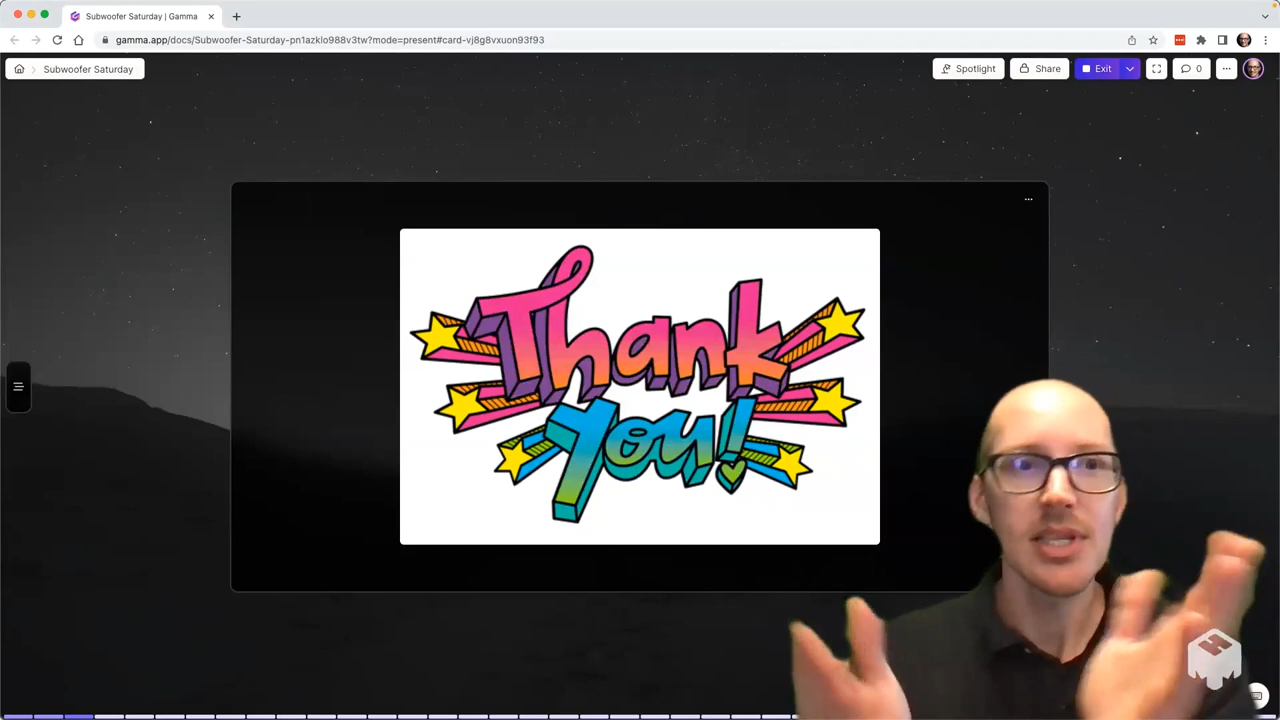 Subwoofer Saturday | Gamma
gamma.app/docs/Subwoofer-Saturday-pn1azklo988v3tw?mode=present#card-vj8g8vxuon93f93
Subwoofer Saturday
Spotlight
Share
Exit
0
Thank
You!